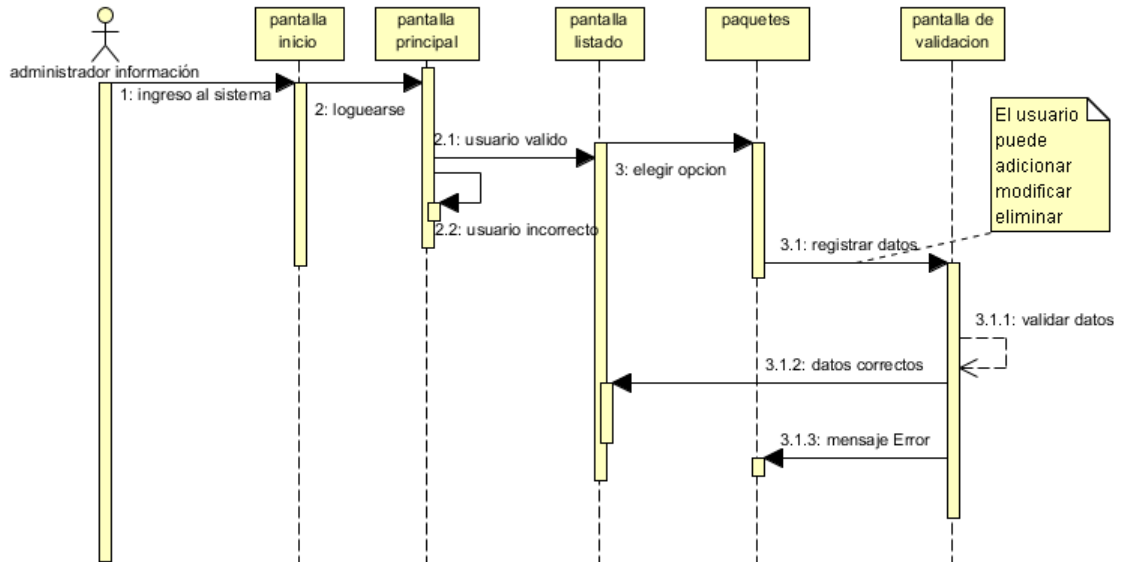 pantalla
inicio
pantalla
principal
pantalla
listado
paquetes
pantalla de
validacion
administrador información
1: ingreso al sistema
2: loguearse
2.1: usuario valido
3: elegir opcion
2.2: usuario incorrecto
El usuario
puede
adicionar
modificar
eliminar
3.1: registrar datos
3.1.1: validar datos
3.1.2: datos correctos
3.1.3: mensaje Error